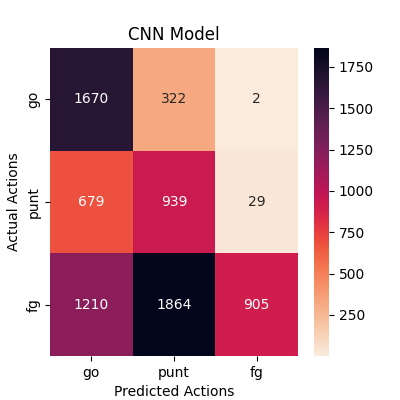 CNN Model
Actual Actions
go
1670 322 2
punt
679 939 29
fg
1210 1864 905
go punt fg
Predicted Actions
1750
1500
1250
1000
750
500
250